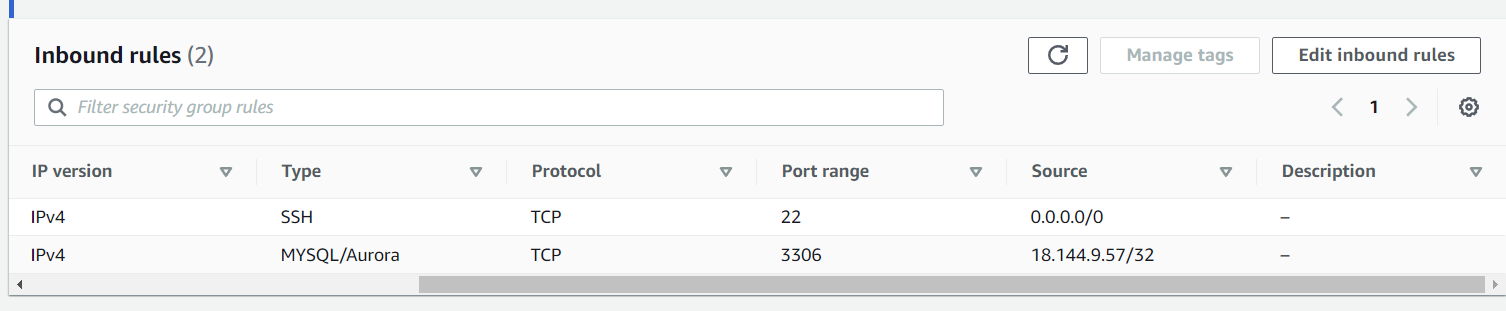 Inbound rules (2)
Manage tags
Edit inbound rules
Filter security group rules
1
IP version Type Protocol Port range Source Description
IPv4 SSH TCP 22 0.0.0.0/0 –
IPv4 MYSQL/Aurora TCP 3306 18.144.9.57/32 –